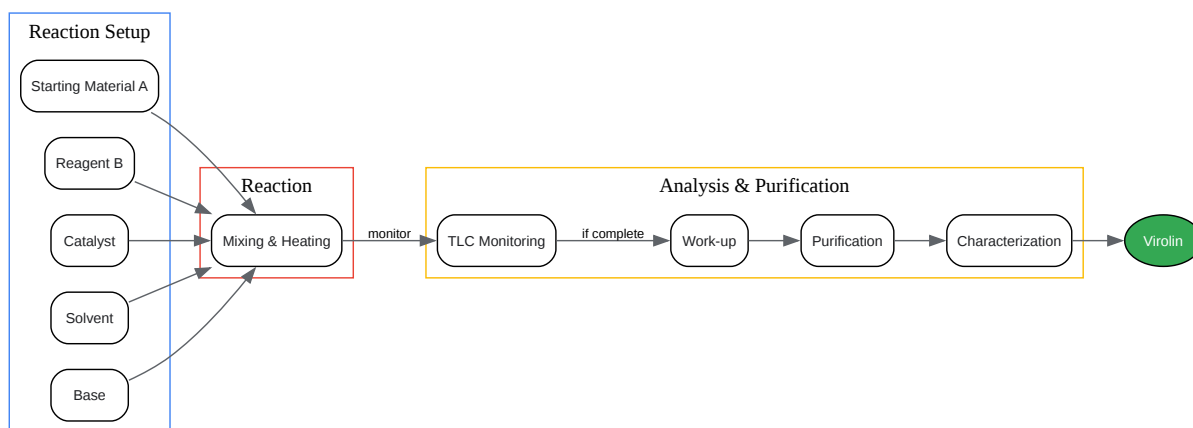 Reaction Setup
Starting Material A
Reagent B
Catalyst
Solvent
Base
Reaction
Mixing & Heating
monitor
Analysis & Purification
TLC Monitoring
if complete
Work-up
Purification
Characterization
Virolin